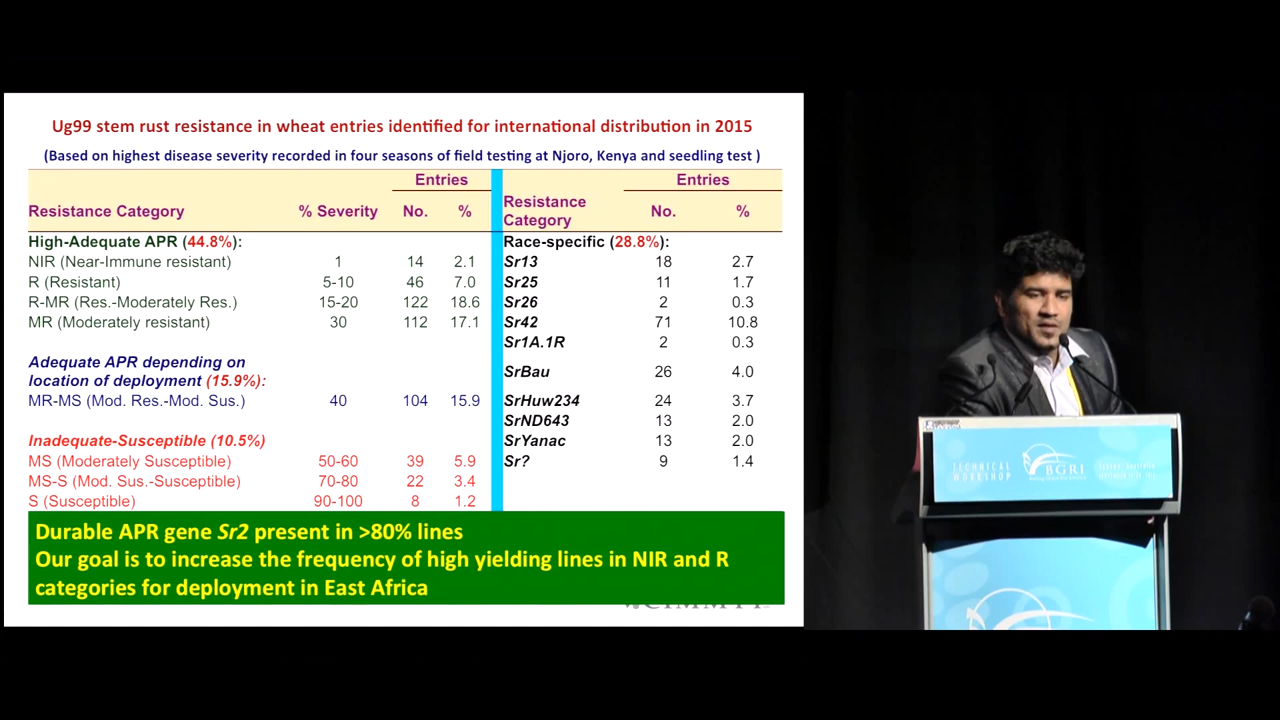 Ug99 stem rust resistance in wheat entries identified for international distribution in 2015
(Based on highest disease severity recorded in four seasons of field testing at Njoro, Kenya and seedling test )
Entries
Resistance Category % Severity No. %
High-Adequate APR (44.8%):
NIR (Near-Immune resistant) 1 14 2.1
R (Resistant) 5-10 46 7.0
R-MR (Res.-Moderately Res.) 15-20 122 18.6
MR (Moderately resistant) 30 112 17.1
Adequate APR depending on
location of deployment (15.9%):
MR-MS (Mod. Res.-Mod. Sus.) 40 104 15.9
Inadequate-Susceptible (10.5%)
MS (Moderately Susceptible) 50-60 39 5.9
MS-S (Mod. Sus.-Susceptible) 70-80 22 3.4
S (Susceptible) 90-100 8 1.2
Entries
Resistance
Category No. %
Race-specific (28.8%):
Sr13 18 2.7
Sr25 11 1.7
Sr26 2 0.3
Sr42 71 10.8
Sr1A.1R 2 0.3
SrBau 26 4.0
SrHuw234 24 3.7
SrND643 13 2.0
SrYanac 13 2.0
Sr? 9 1.4
Durable APR gene Sr2 present in >80% lines
Our goal is to increase the frequency of high yielding lines in NIR and R
categories for deployment in East Africa
TECHNICAL
WORKSHOP
BGRI